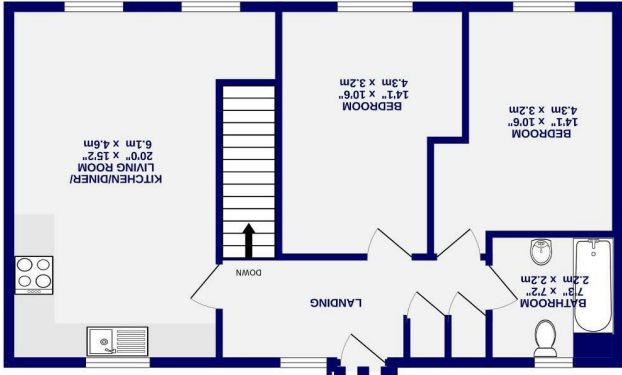 BATHROOM
7'3" x 7'2"
2.2m x 2.2m
LANDING
DOWN
BEDROOM
14'1" x 10'6"
4.3m x 3.2m
BEDROOM
14'1" x 10'6"
4.3m x 3.2m
KITCHEN/DINER/
LIVING ROOM
20'0" x 15'2"
6.1m x 4.6m